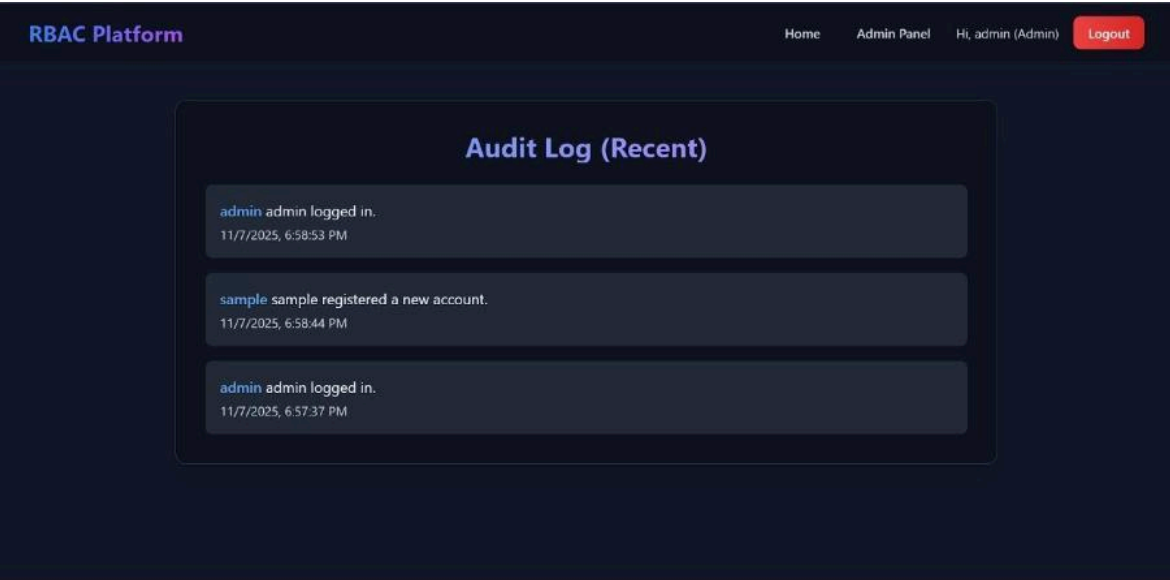 RBAC Platform
Home Admin Panel Hi, admin (Admin) Logout
Audit Log (Recent)
admin admin logged in.
11/7/2025, 6:58:53 PM
sample sample registered a new account.
11/7/2025, 6:58:44 PM
admin admin logged in.
11/7/2025, 6:57:37 PM